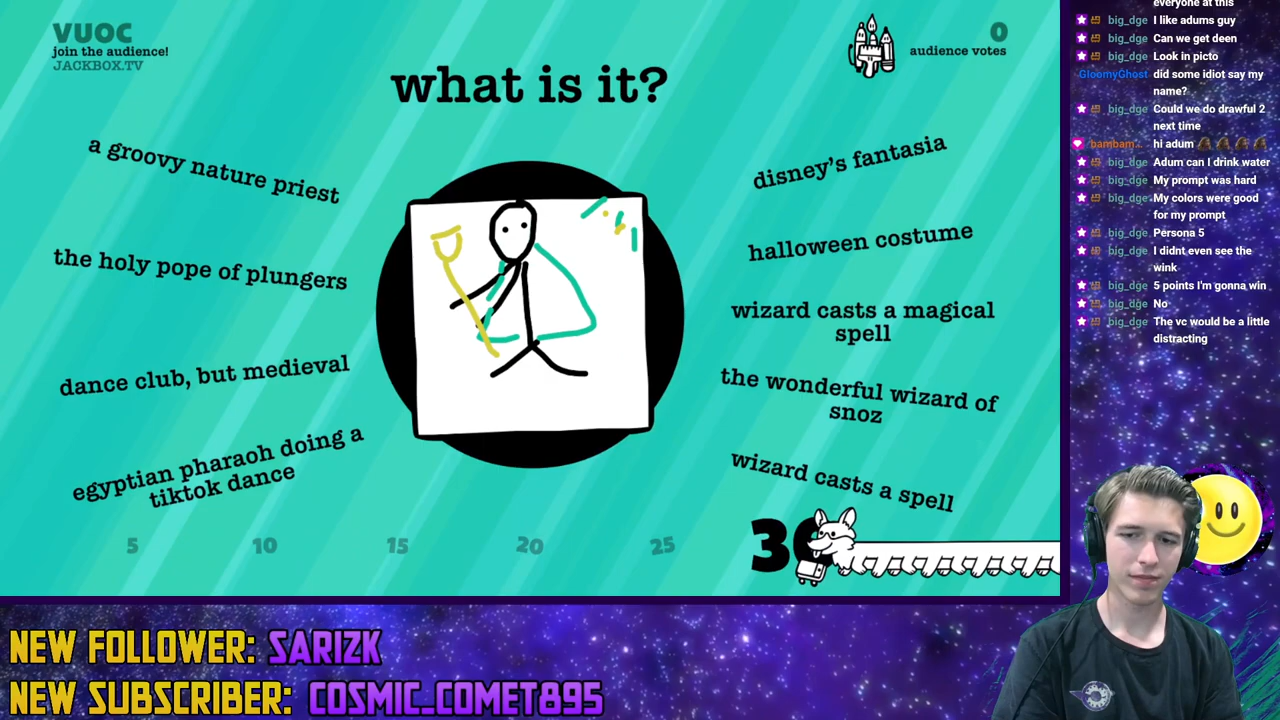 VUOC
join the audience!
JACKBOX.TV
0
audience votes
what is it?
a groovy nature priest
the holy pope of plungers
dance club, but medieval
egyptian pharaoh doing a
tiktok dance
disney's fantasia
halloween costume
wizard casts a magical
spell
the wonderful wizard of
snoz
wizard casts a spell
5 10 15 20 25 30
NEW FOLLOWER: SARIZK
NEW SUBSCRIBER: COSMIC_COMET895
everyone at this
big_dge I like adums guy
big_dge Can we get deen
big_dge Look in picto
GloomyGhost did some idiot say my
name?
big_dge Could we do drawful 2
next time
bambam.. hi adum
big_dge Adum can I drink water
big_dge My prompt was hard
big_dge My colors were good
for my prompt
big_dge Persona 5
big_dge I didnt even see the
wink
big_dge 5 points I'm gonna win
big_dge No
big_dge The vc would be a little
distracting